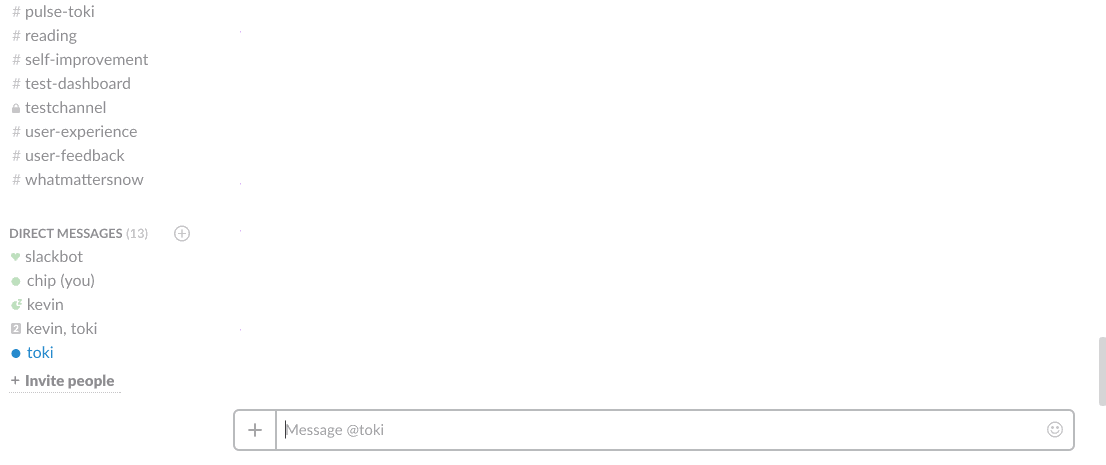 # pulse-toki
# reading
# self-improvement
# test-dashboard
testchannel
# user-experience
# user-feedback
# whatmattersnow
DIRECT MESSAGES (13)
slackbot
chip (you)
kevin
2 kevin, toki
toki
+ Invite people
Message @toki